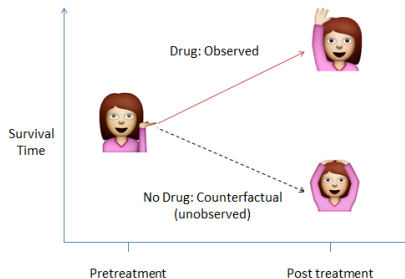 Drug: Observed
Survival
Time
No Drug: Counterfactual
(unobserved)
Pretreatment
Post treatment